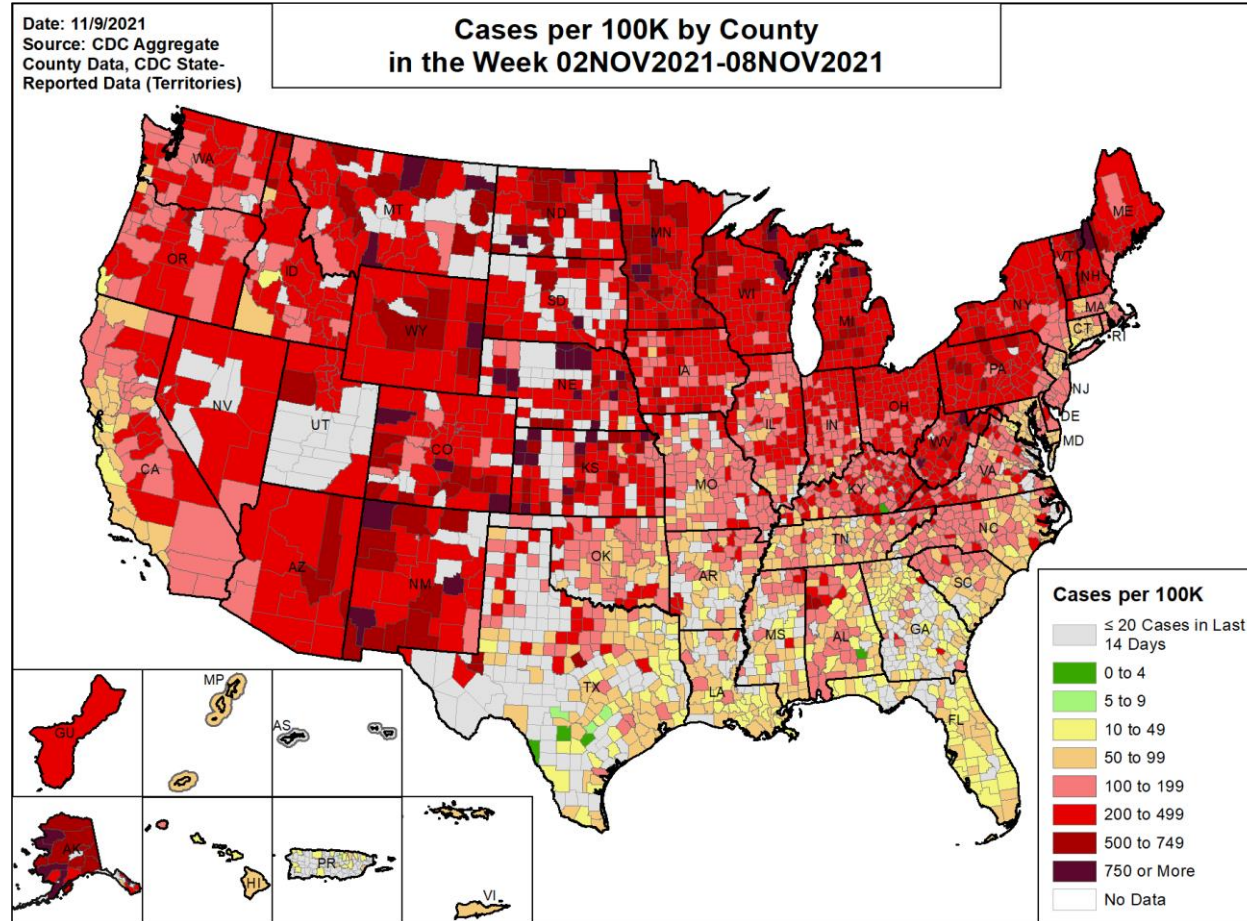 Date: 11/9/2021
Source: CDC Aggregate
County Data, CDC State-
Reported Data (Territories)
Cases per 100K by County
in the Week 02NOV2021-08NOV2021
WA
MT
ND
MN
ME
OR
ID
SD
WI
VT
NH
NY
MA
CT
RI
WY
MI
IA
PA
NJ
NV
UT
NE
IL
IN
OH
DE
MD
CA
CO
KS
MO
KY
WV
VA
AZ
NM
OK
AR
TN
NC
SC
TX
LA
MS
AL
GA
FL
GU
MP
AS
AK
HI
PR
VI
Cases per 100K
≤ 20 Cases in Last
14 Days
0 to 4
5 to 9
10 to 49
50 to 99
100 to 199
200 to 499
500 to 749
750 or More
No Data